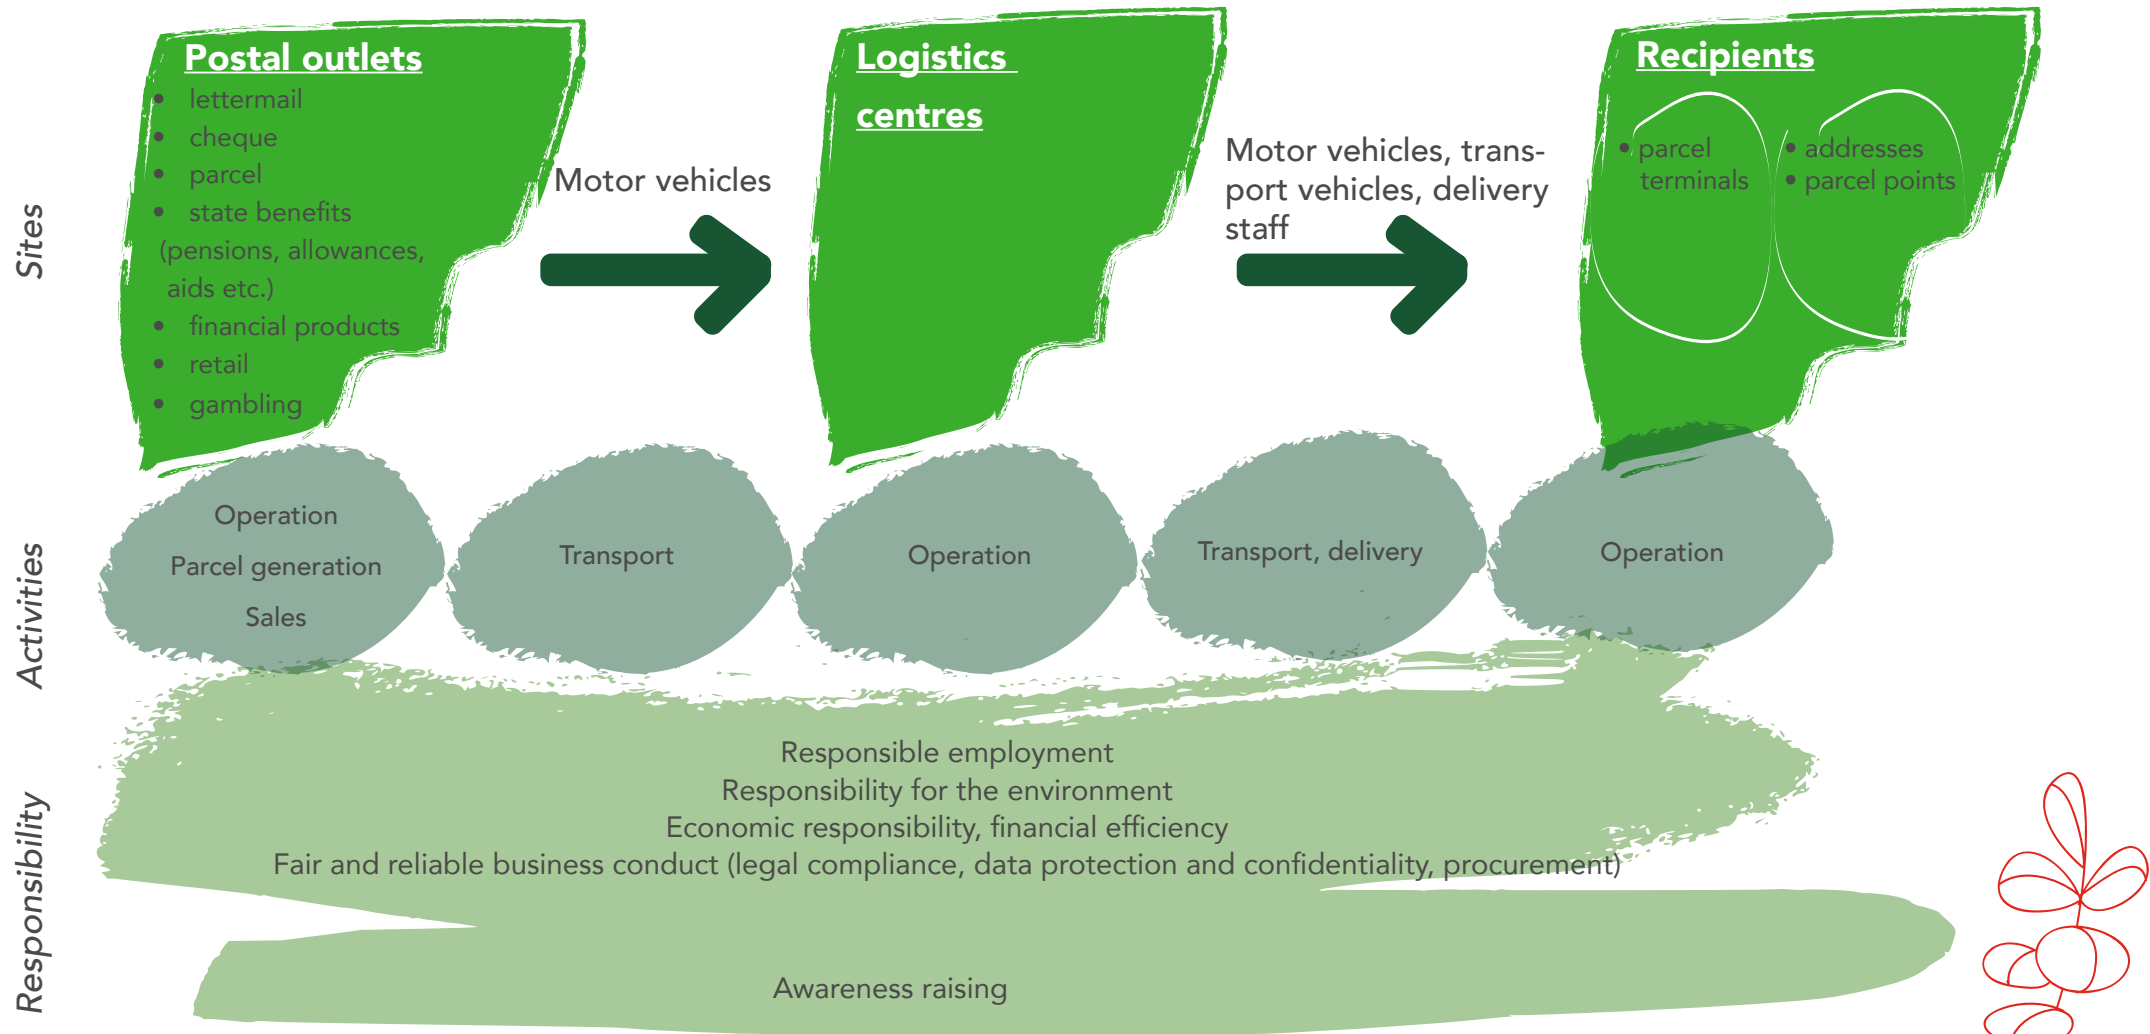 Sites
Postal outlets
• lettermail
• cheque
• parcel
• state benefits
(pensions, allowances,
aids etc.)
• financial products
• retail
• gambling
Motor vehicles
Logistics
centres
Motor vehicles, trans-
port vehicles, delivery
staff
Recipients
• parcel
terminals
• addresses
• parcel points
Activities
Operation
Parcel generation
Sales
Transport
Operation
Transport, delivery
Operation
Responsibility
Responsible employment
Responsibility for the environment
Economic responsibility, financial efficiency
Fair and reliable business conduct (legal compliance, data protection and confidentiality, procurement)
Awareness raising